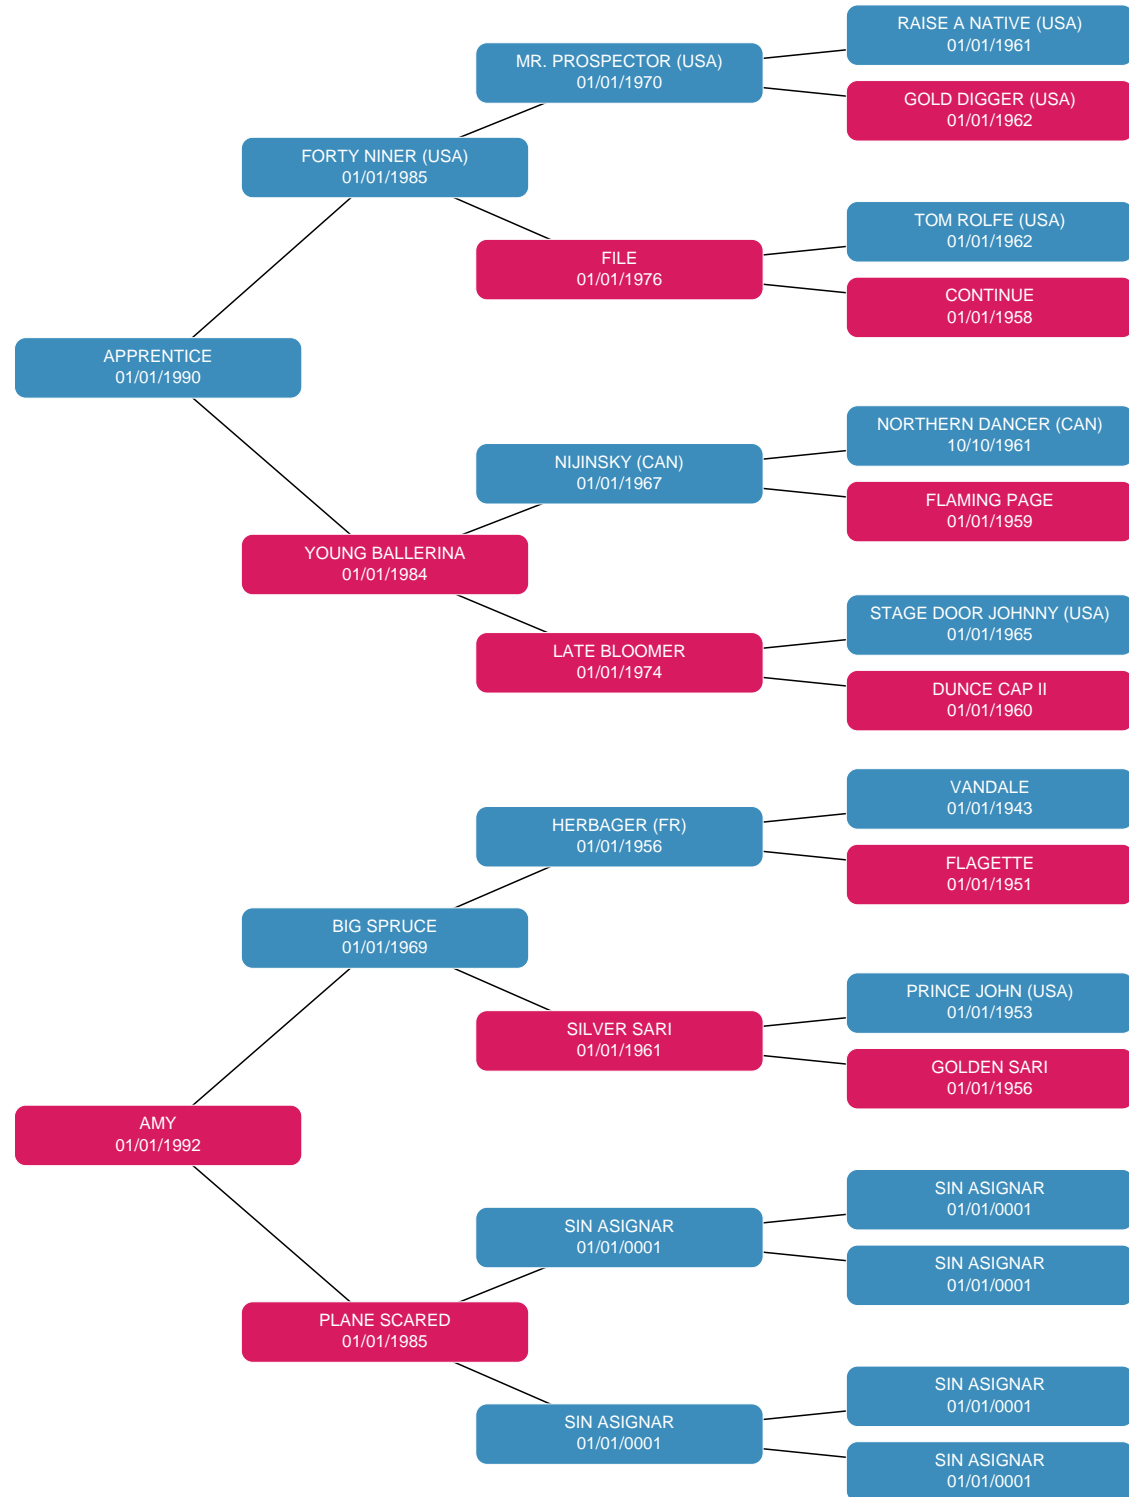 RAISE A NATIVE (USA)
01/01/1961
MR. PROSPECTOR (USA)
01/01/1970
GOLD DIGGER (USA)
01/01/1962
FORTY NINER (USA)
01/01/1985
TOM ROLFE (USA)
01/01/1962
FILE
01/01/1976
CONTINUE
01/01/1958
APPRENTICE
01/01/1990
NORTHERN DANCER (CAN)
10/10/1961
NIJINSKY (CAN)
01/01/1967
FLAMING PAGE
01/01/1959
YOUNG BALLERINA
01/01/1984
STAGE DOOR JOHNNY (USA)
01/01/1965
LATE BLOOMER
01/01/1974
DUNCE CAP II
01/01/1960
VANDALE
01/01/1943
HERBAGER (FR)
01/01/1956
FLAGETTE
01/01/1951
BIG SPRUCE
01/01/1969
PRINCE JOHN (USA)
01/01/1953
SILVER SARI
01/01/1961
GOLDEN SARI
01/01/1956
AMY
01/01/1992
SIN ASIGNAR
01/01/0001
SIN ASIGNAR
01/01/0001
SIN ASIGNAR
01/01/0001
PLANE SCARED
01/01/1985
SIN ASIGNAR
01/01/0001
SIN ASIGNAR
01/01/0001
SIN ASIGNAR
01/01/0001